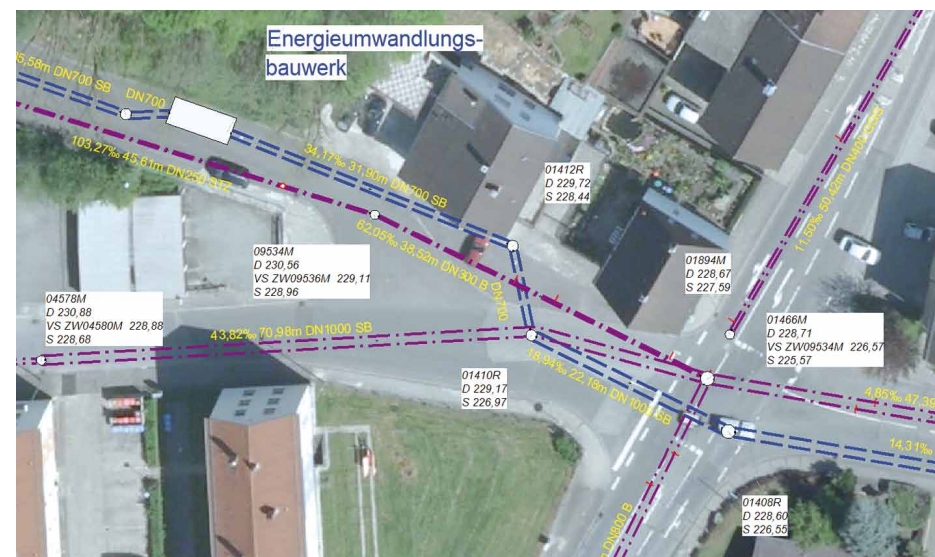 Energieumwandlungs-
bauwerk
5,58m DN700 SB
DN700
103,27‰ 45,61m DN250 STZ
34,17‰ 31,90m DN700 SB
62,05‰ 38,52m DN300 B
DN700
11,50‰ 50,42m DN400
01412R
D 229,72
S 228,44
09534M
D 230,56
VS ZW09536M 229,11
S 228,96
01894M
D 228,67
S 227,59
04578M
D 230,88
VS ZW04580M 228,88
S 228,68
43,82‰ 70,98m DN1000 SB
01466M
D 228,71
VS ZW09534M 226,57
S 225,57
01410R
D 229,17
S 226,97
18,94‰ 22,18m DN1000 SB
4,85‰ 47,39
14,31‰
01408R
D 228,60
S 226,55
DN800 B